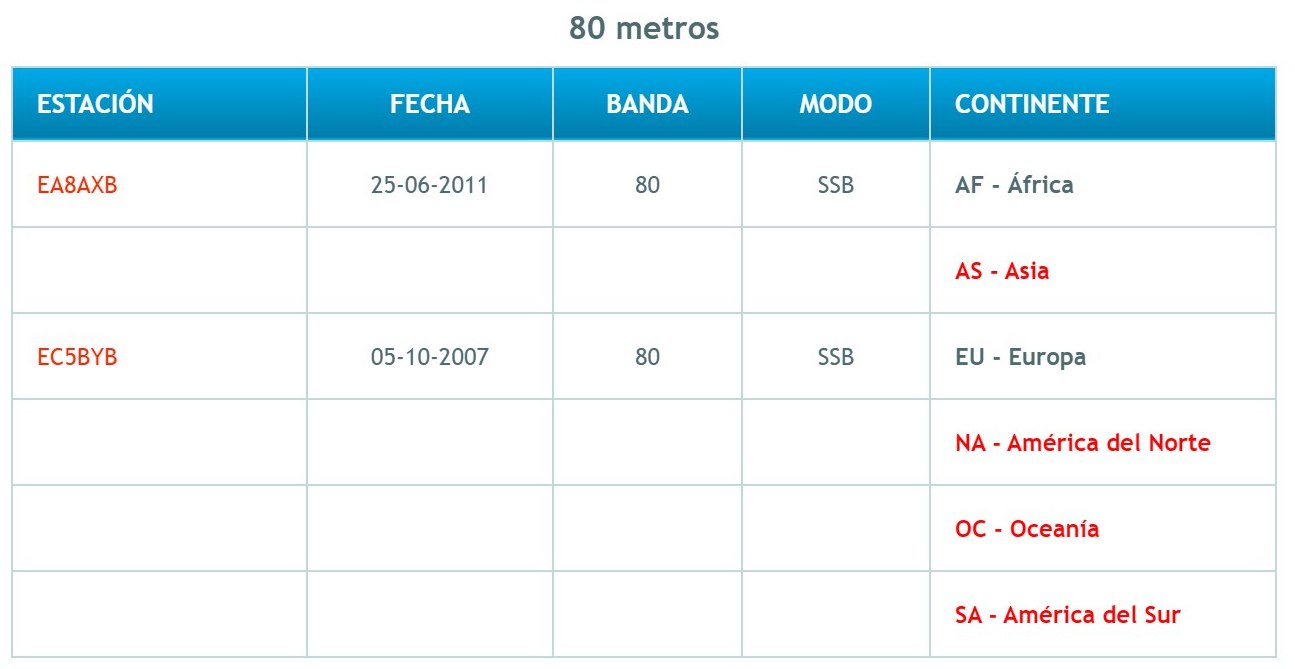 80 metros
ESTACIÓN FECHA BANDA MODO CONTINENTE
EA8AXB 25-06-2011 80 SSB AF - África
AS - Asia
EC5BYB 05-10-2007 80 SSB EU - Europa
NA - América del Norte
OC - Oceanía
SA - América del Sur